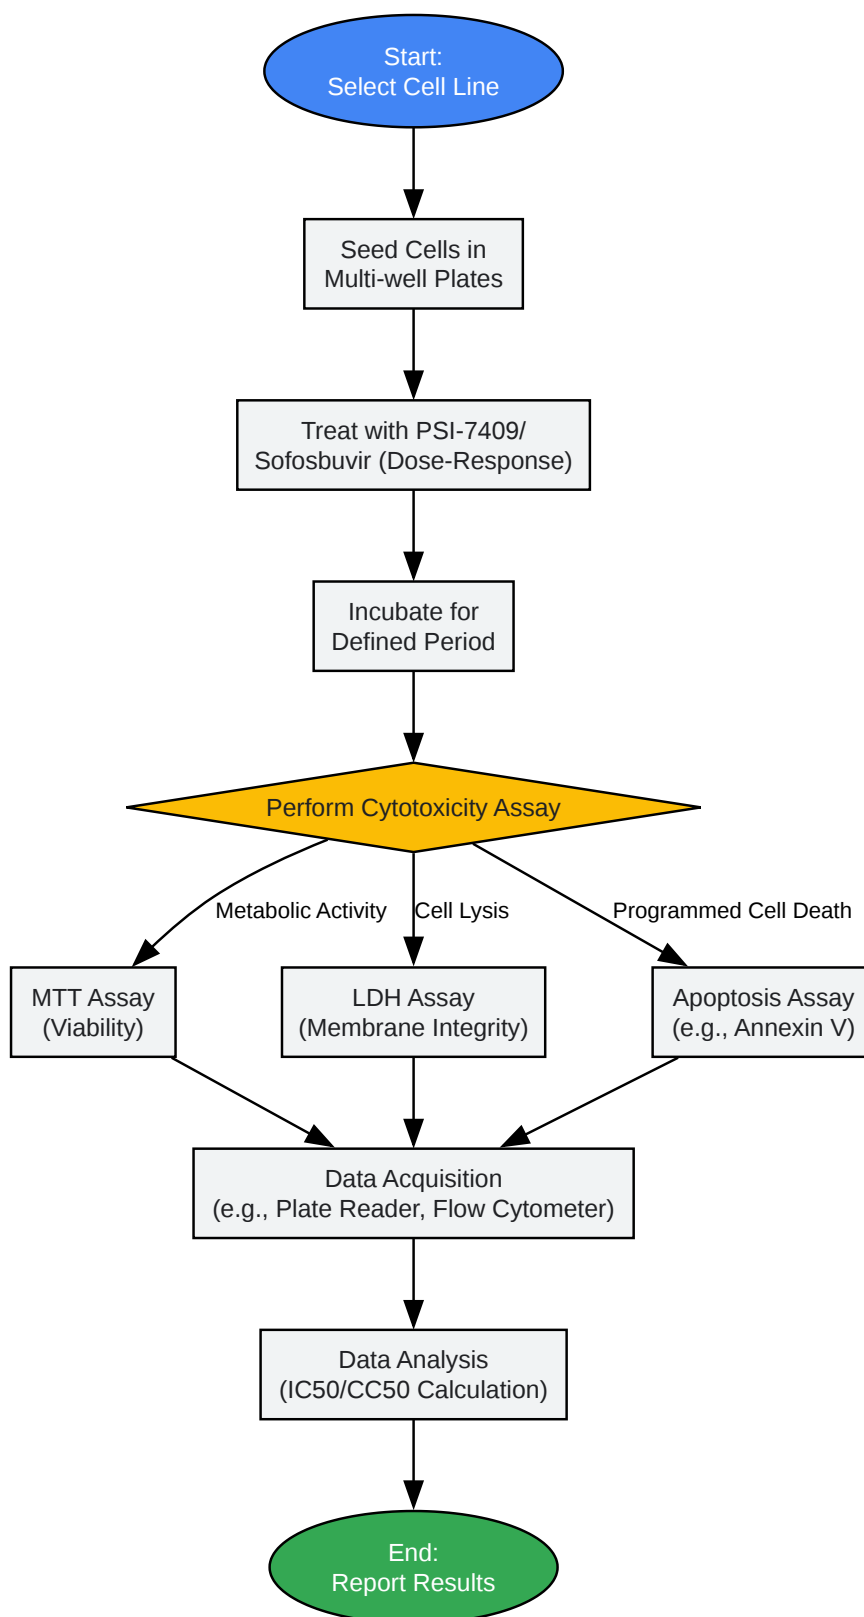 Start:
Select Cell Line
Seed Cells in
Multi-well Plates
Treat with PSI-7409/
Sofosbuvir (Dose-Response)
Incubate for
Defined Period
Perform Cytotoxicity Assay
Metabolic Activity
Cell Lysis
Programmed Cell Death
MTT Assay
(Viability)
LDH Assay
(Membrane Integrity)
Apoptosis Assay
(e.g., Annexin V)
Data Acquisition
(e.g., Plate Reader, Flow Cytometer)
Data Analysis
(IC50/CC50 Calculation)
End:
Report Results